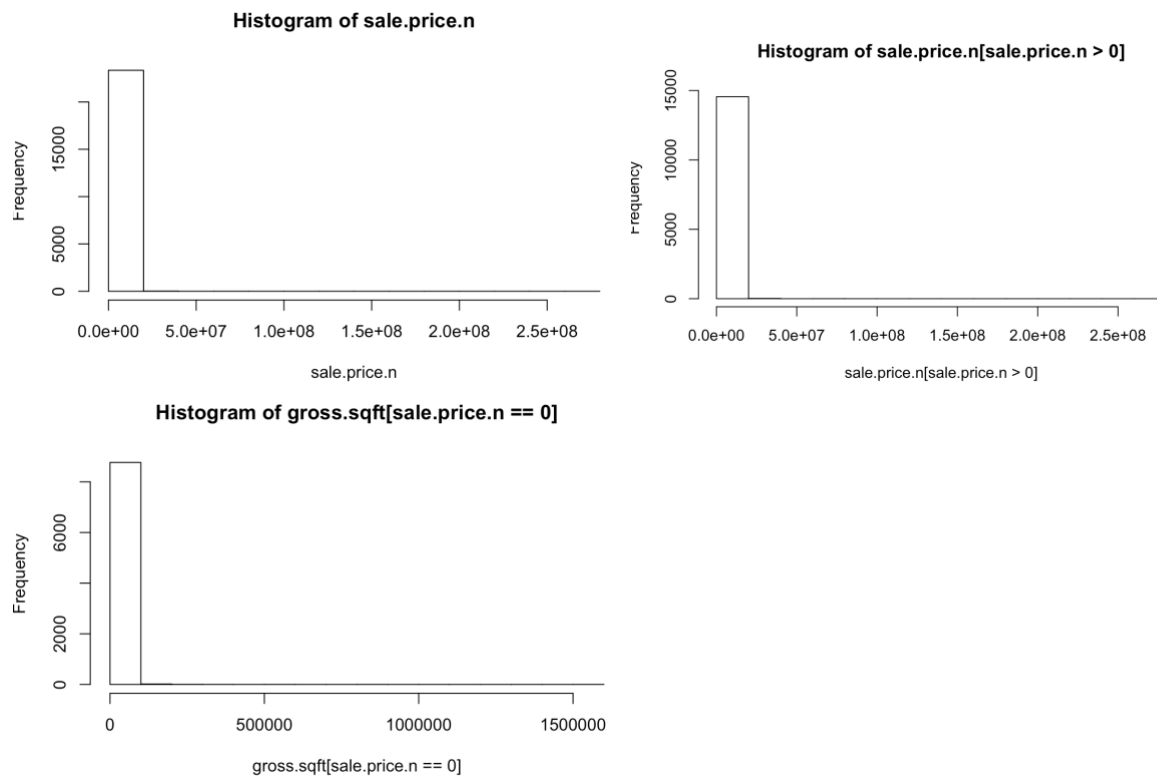 Histogram of sale.price.n
Frequency
0 5000 15000
0.0e+00 5.0e+07 1.0e+08 1.5e+08 2.0e+08 2.5e+08
sale.price.n
Histogram of sale.price.n[sale.price.n > 0]
Frequency
0 5000 10000 15000
0.0e+00 5.0e+07 1.0e+08 1.5e+08 2.0e+08 2.5e+08
sale.price.n[sale.price.n > 0]
Histogram of gross.sqft[sale.price.n == 0]
Frequency
0 2000 6000
0 500000 1000000 1500000
gross.sqft[sale.price.n == 0]